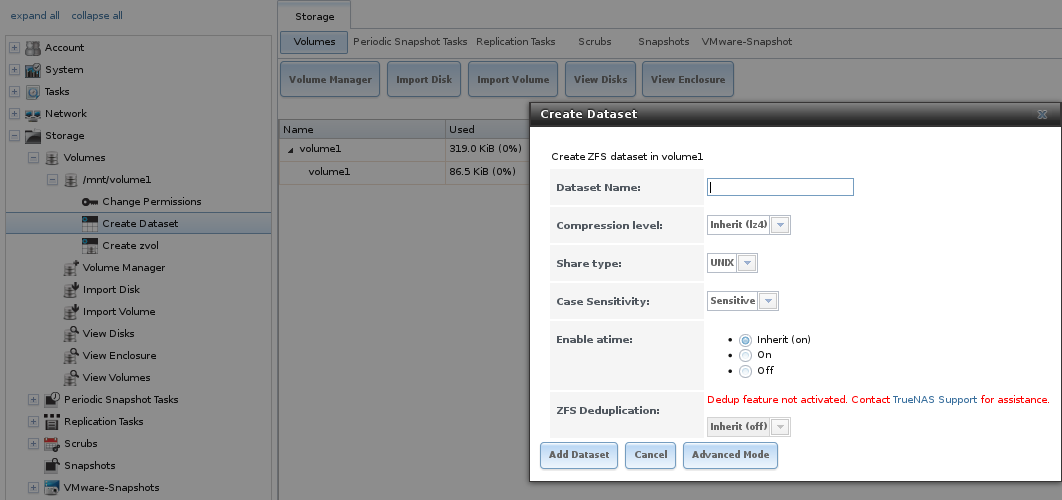 expand all collapse all
Account
System
Tasks
Network
Storage
Volumes
/mnt/volume1
Change Permissions
Create Dataset
Create zvol
Volume Manager
Import Disk
Import Volume
View Disks
View Enclosure
View Volumes
Periodic Snapshot Tasks
Replication Tasks
Scrubs
Snapshots
VMware-Snapshots
Storage
Volumes Periodic Snapshot Tasks Replication Tasks Scrubs Snapshots VMware-Snapshot
Volume Manager Import Disk Import Volume View Disks View Enclosure
Name Used
volume1 319.0 KiB (0%)
volume1 86.5 KiB (0%)
Create Dataset
Create ZFS dataset in volume1
Dataset Name:
Compression level: Inherit (lz4)
Share type: UNIX
Case Sensitivity: Sensitive
Enable atime: Inherit (on)
On
Off
Dedup feature not activated. Contact TrueNAS Support for assistance.
ZFS Deduplication:
Inherit (off)
Add Dataset Cancel Advanced Mode